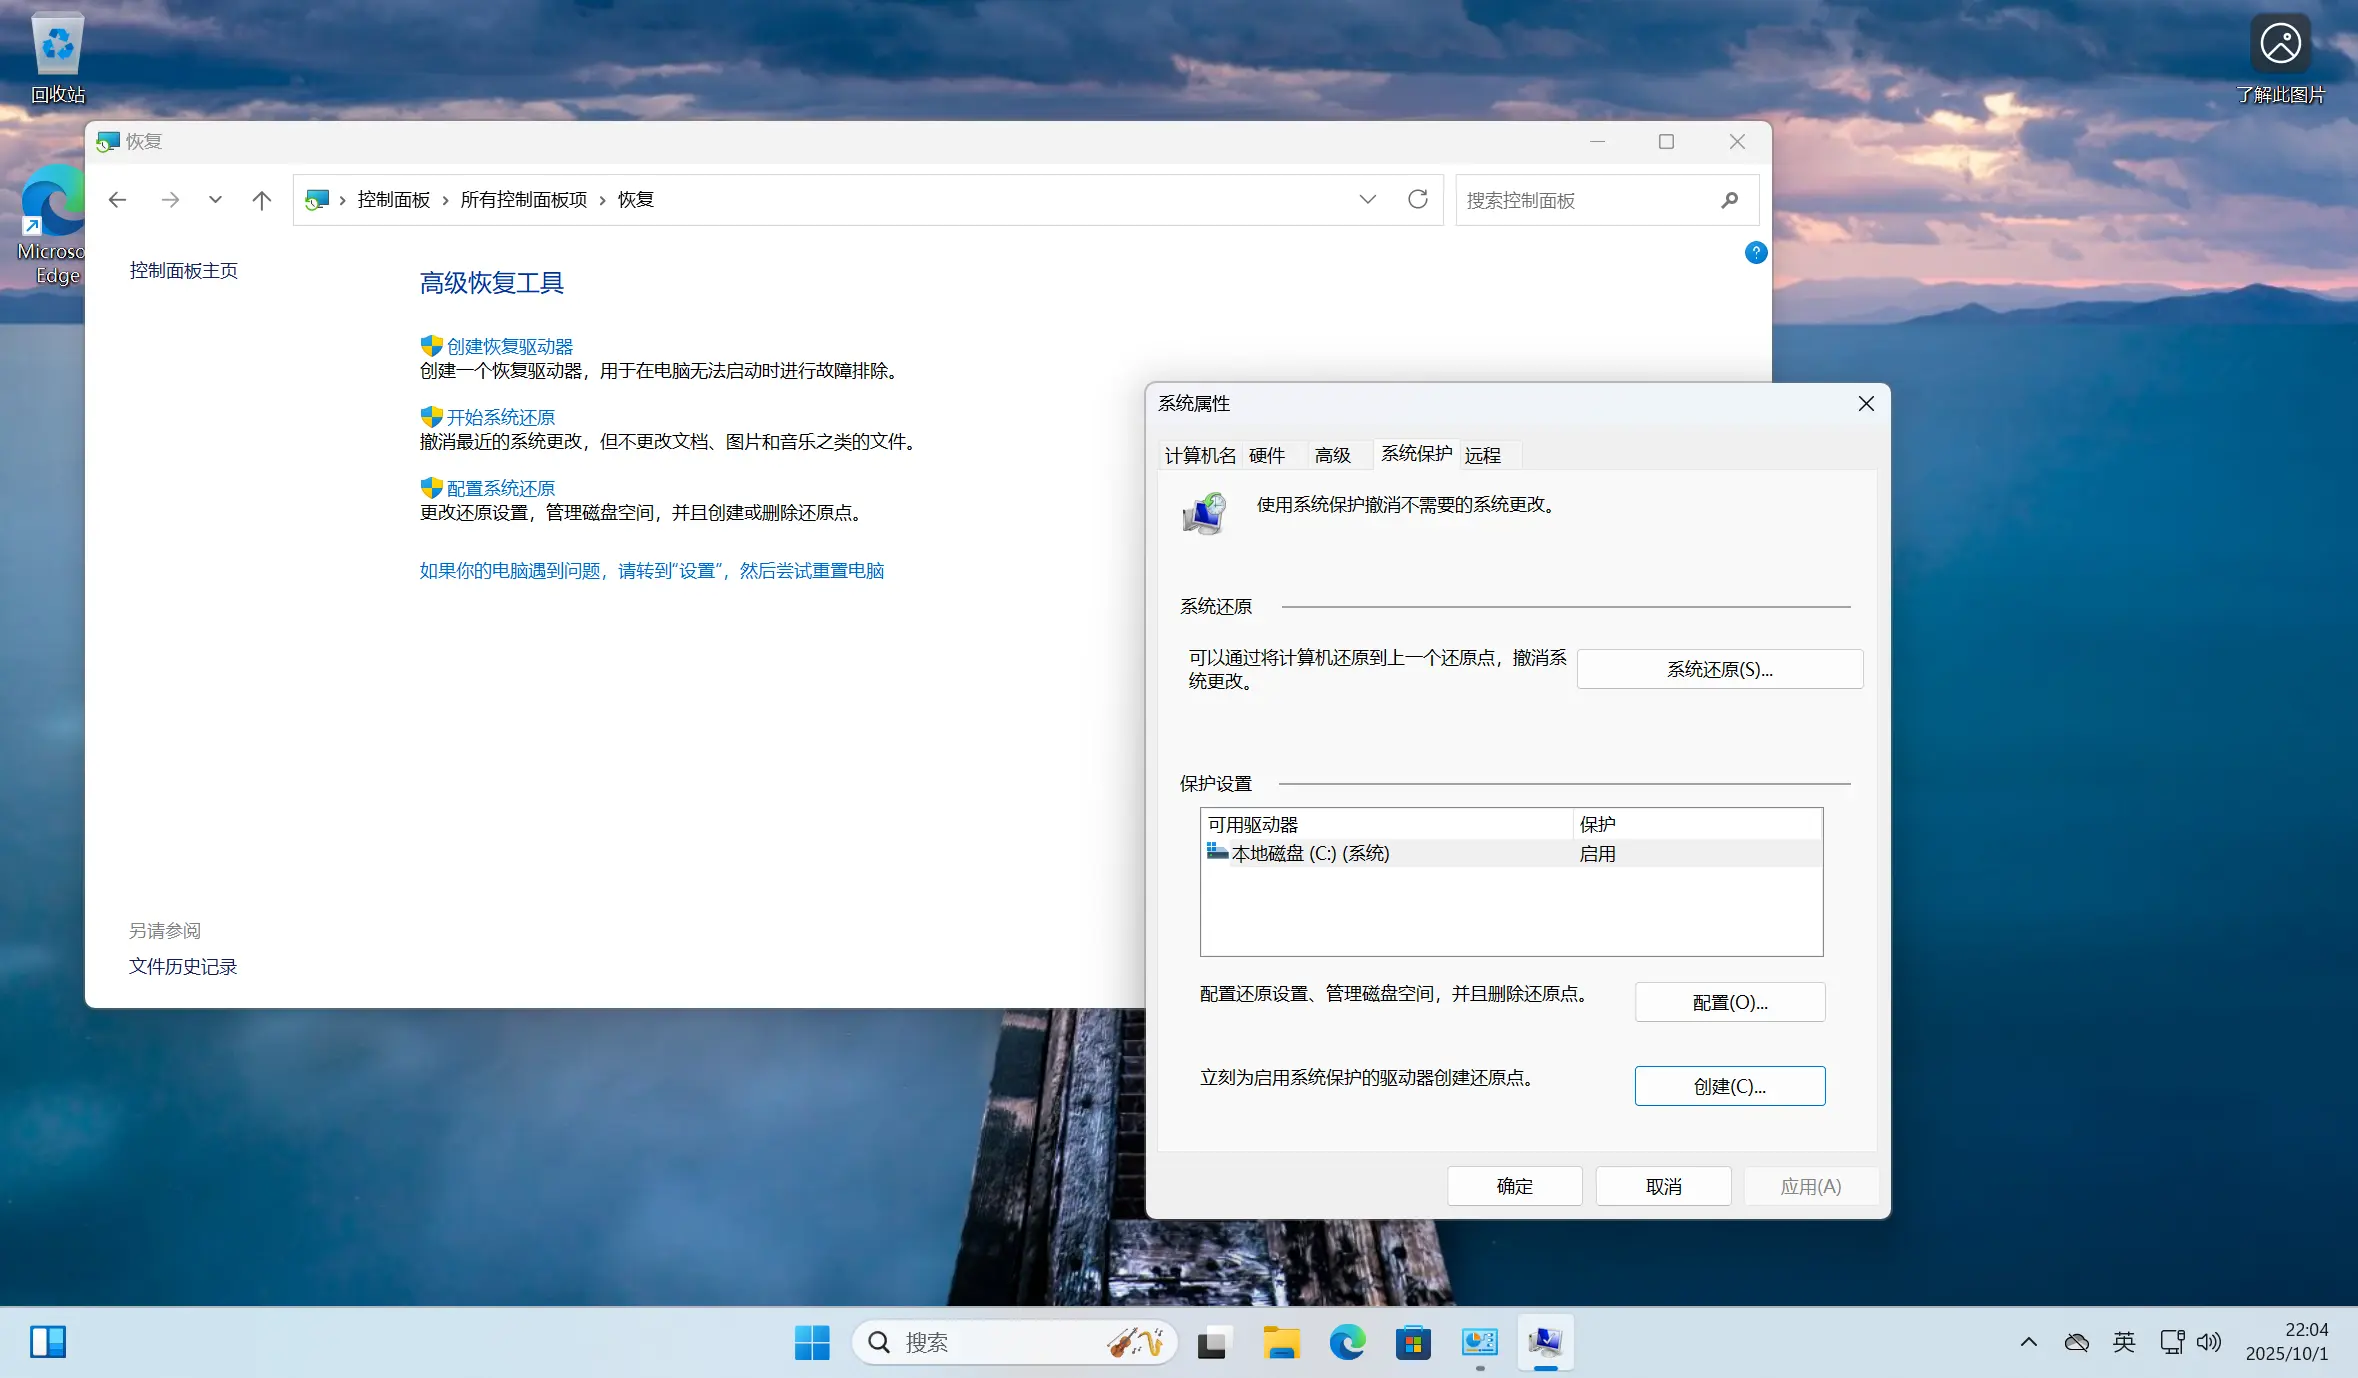 回收站
了解此图片
Microso
Edge
恢复
控制面板 › 所有控制面板项 › 恢复
搜索控制面板
控制面板主页
高级恢复工具
创建恢复驱动器
创建一个恢复驱动器，用于在电脑无法启动时进行故障排除。
开始系统还原
撤消最近的系统更改，但不更改文档、图片和音乐之类的文件。
配置系统还原
更改还原设置，管理磁盘空间，并且创建或删除还原点。
如果你的电脑遇到问题，请转到“设置”，然后尝试重置电脑
另请参阅
文件历史记录
系统属性
计算机名 硬件 高级 系统保护 远程
使用系统保护撤消不需要的系统更改。
系统还原
可以通过将计算机还原到上一个还原点，撤消系
统更改。
系统还原(S)...
保护设置
可用驱动器 保护
本地磁盘 (C:) (系统) 启用
配置还原设置、管理磁盘空间，并且删除还原点。
配置(O)...
立刻为启用系统保护的驱动器创建还原点。
创建(C)...
确定 取消 应用(A)
搜索
英
22:04
2025/10/1